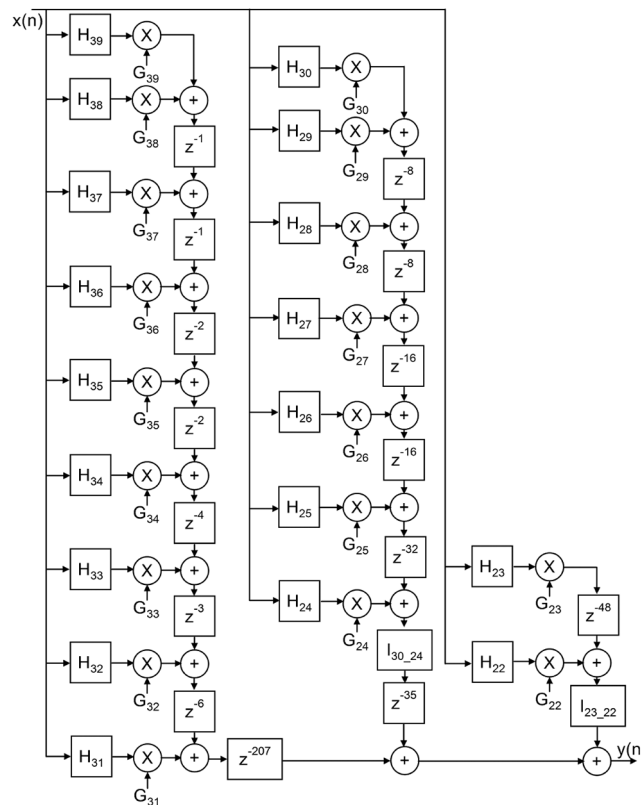 x(n)
H39 X G39
H38 X G38 +
z-1
H37 X G37 +
z-1
H36 X G36 +
z-2
H35 X G35 +
z-2
H34 X G34 +
z-4
H33 X G33 +
z-3
H32 X G32 +
z-6
H31 X G31 +
z-207
H30 X G30
H29 X G29 +
z-8
H28 X G28 +
z-8
H27 X G27 +
z-16
H26 X G26 +
z-16
H25 X G25 +
z-32
H24 X G24 +
I30_24
z-35
+
H23 X G23
z-48
H22 X G22 +
I23_22
+
y(n